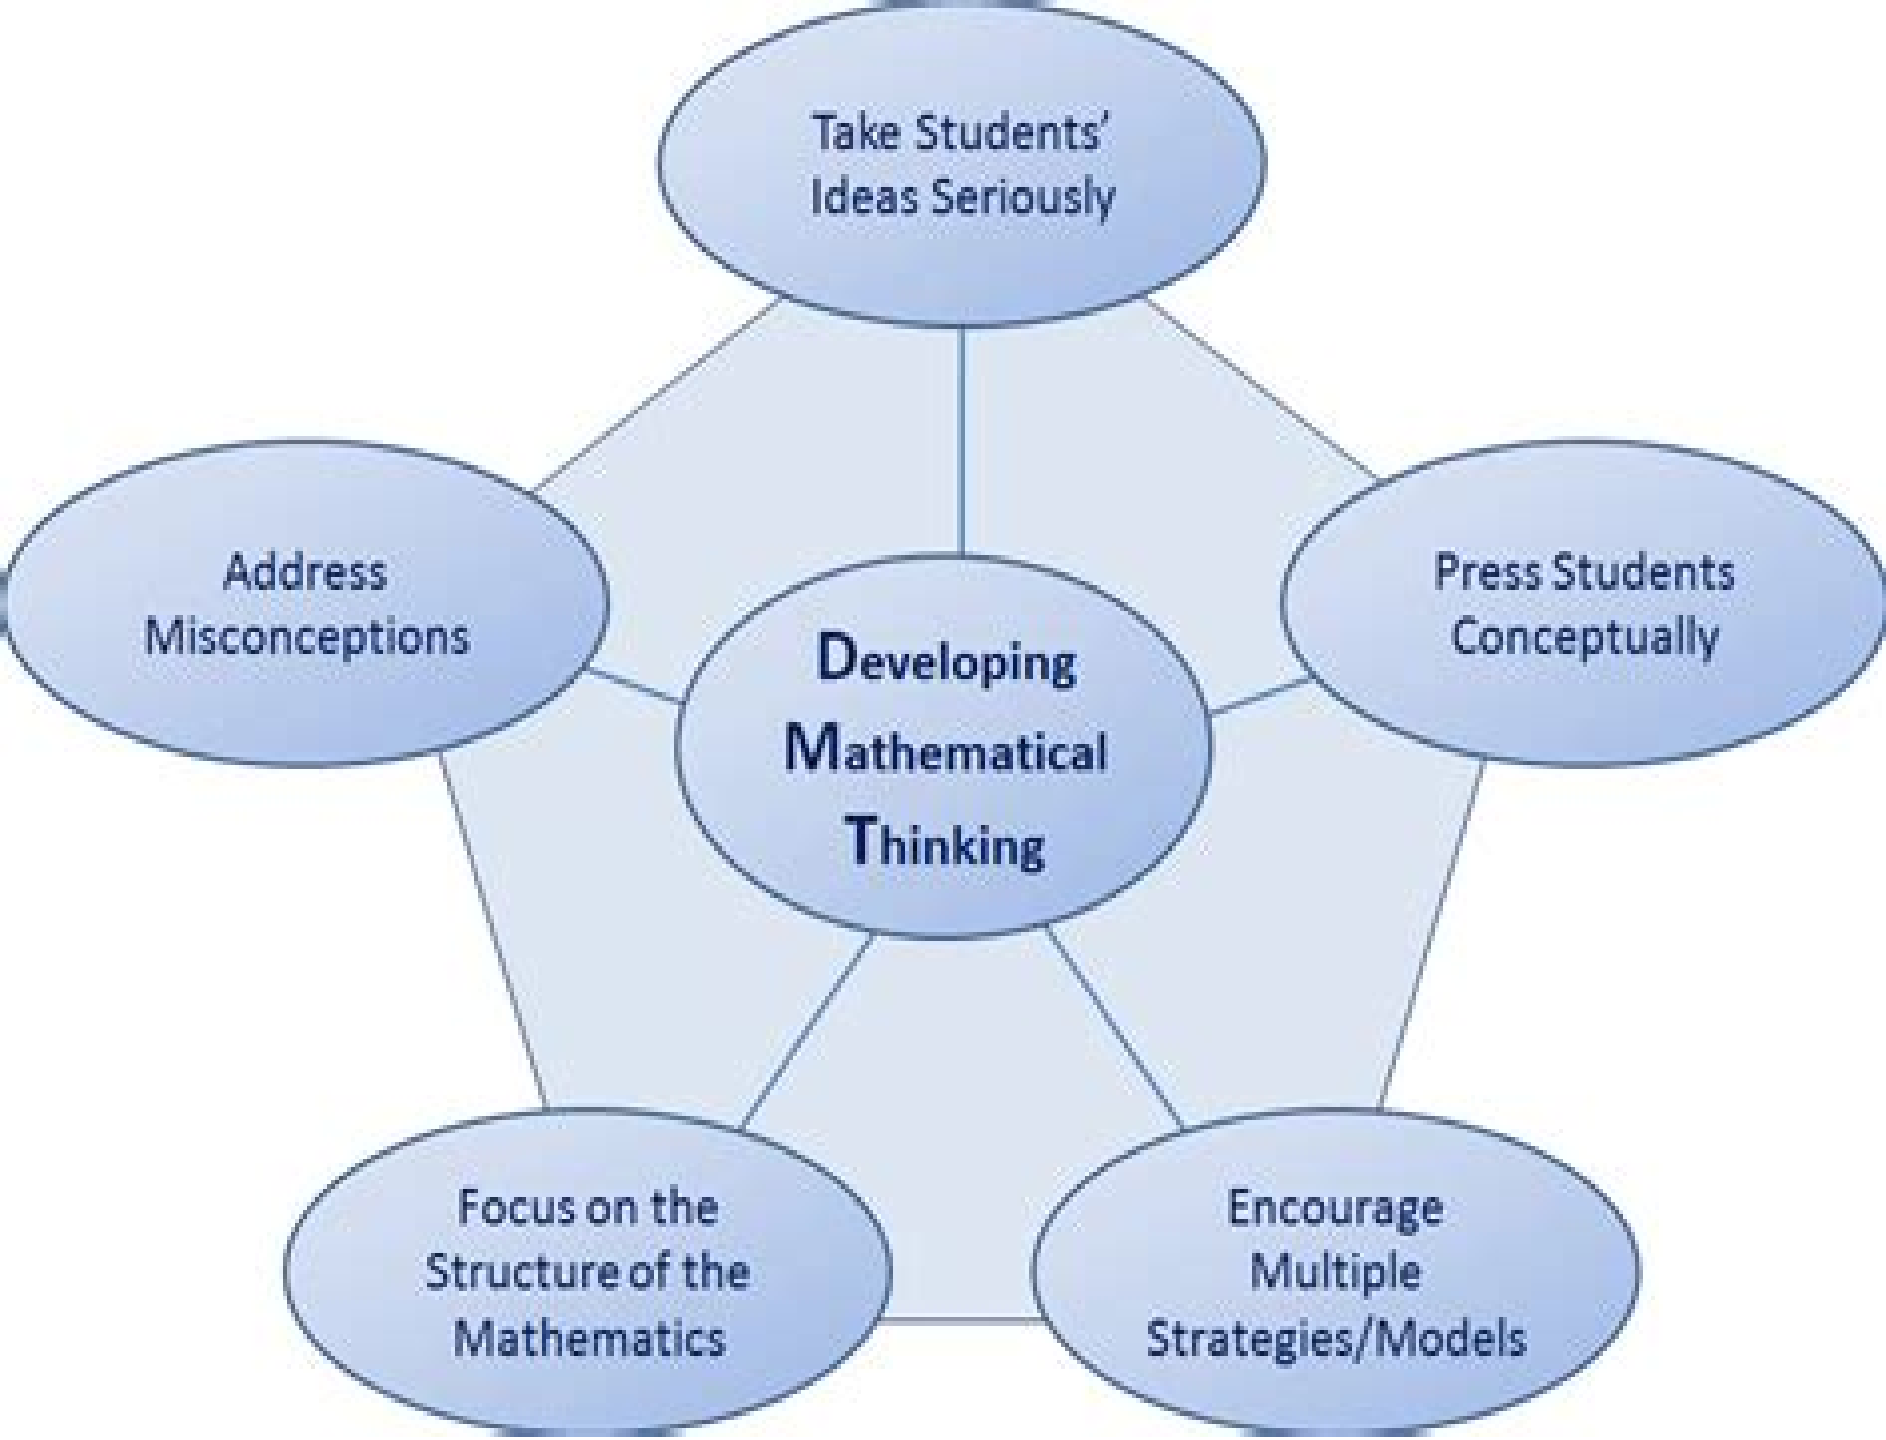 Take Students’
Ideas Seriously
Address
Misconceptions
Press Students
Conceptually
Developing
Mathematical
Thinking
Focus on the
Structure of the
Mathematics
Encourage
Multiple
Strategies/Models